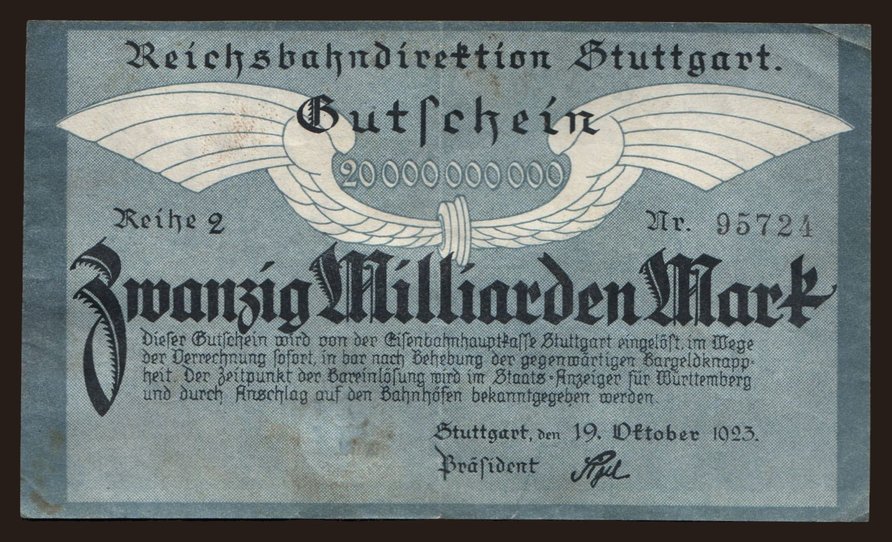 Reichsbahndirektion Stuttgart.
Gutschein
20 000 000 000
Reihe 2
Nr. 95724
Zwanzig Milliarden Mark
Dieser Gutschein wird von der Eisenbahnhauptkasse Stuttgart eingelöst, im Wege
der Verrechnung sofort, in bar nach Behebung der gegenwärtigen Bargeldknapp-
heit. Der Zeitpunkt der Bareinlösung wird im Staats-Anzeiger für Württemberg
und durch Anschlag auf den Bahnhöfen bekanntgegeben werden.
Stuttgart, den 19. Oktober 1923.
Präsident